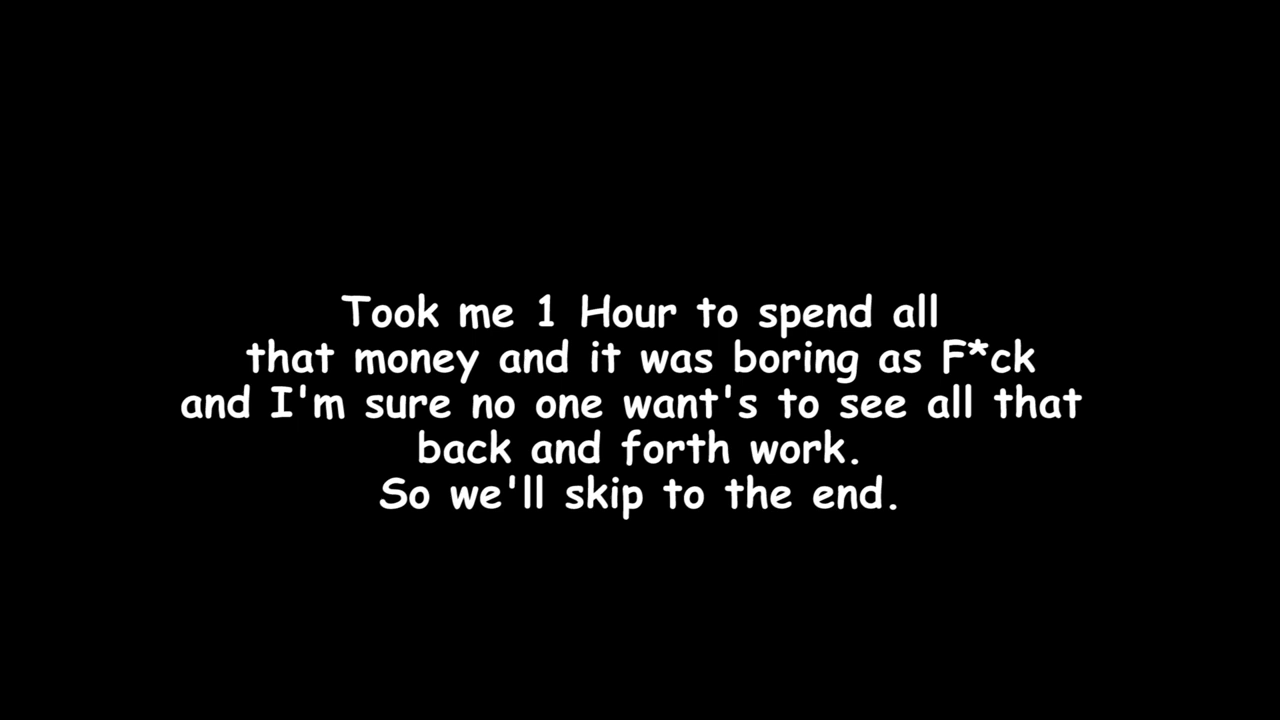 Took me 1 Hour to spend all
that money and it was boring as F*ck
and I'm sure no one want's to see all that
back and forth work.
So we'll skip to the end.